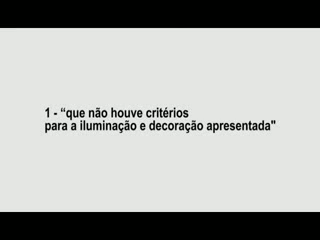 1 - “que não houve critérios
para a iluminação e decoração apresentada"